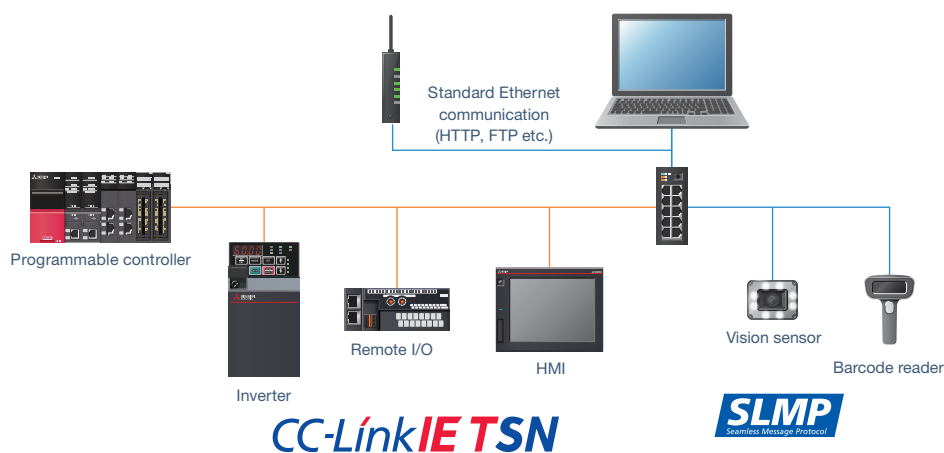 Standard Ethernet
communication
(HTTP, FTP etc.)
Programmable controller
Inverter
Remote I/O
HMI
Vision sensor
Barcode reader
CC-Link IE TSN
SLMP
Seamless Message Protocol